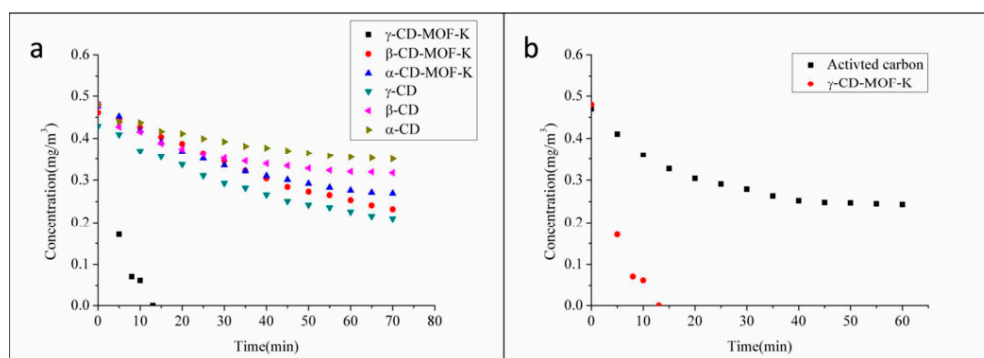 a
γ-CD-MOF-K
β-CD-MOF-K
α-CD-MOF-K
γ-CD
β-CD
α-CD
Concentration(mg/m³)
0.6
0.5
0.4
0.3
0.2
0.1
0.0
0 10 20 30 40 50 60 70 80
Time(min)
b
Activted carbon
γ-CD-MOF-K
Concentration(mg/m³)
0.6
0.5
0.4
0.3
0.2
0.1
0.0
0 10 20 30 40 50 60
Time(min)